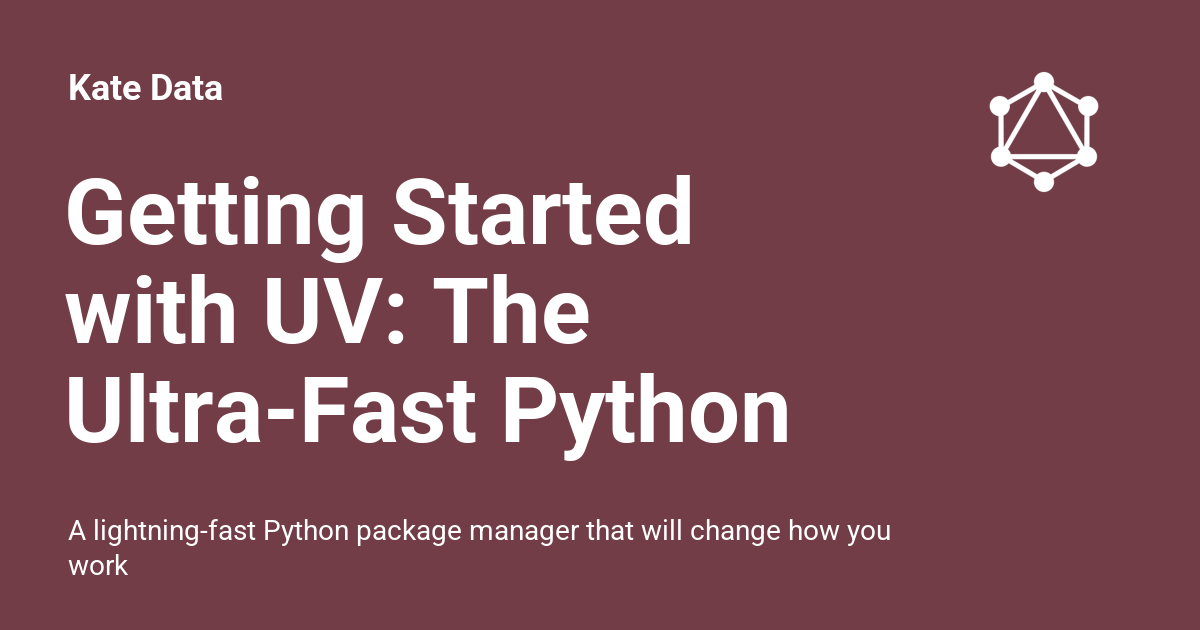 Kate Data
Getting Started
with UV: The
Ultra-Fast Python
A lightning-fast Python package manager that will change how you
work